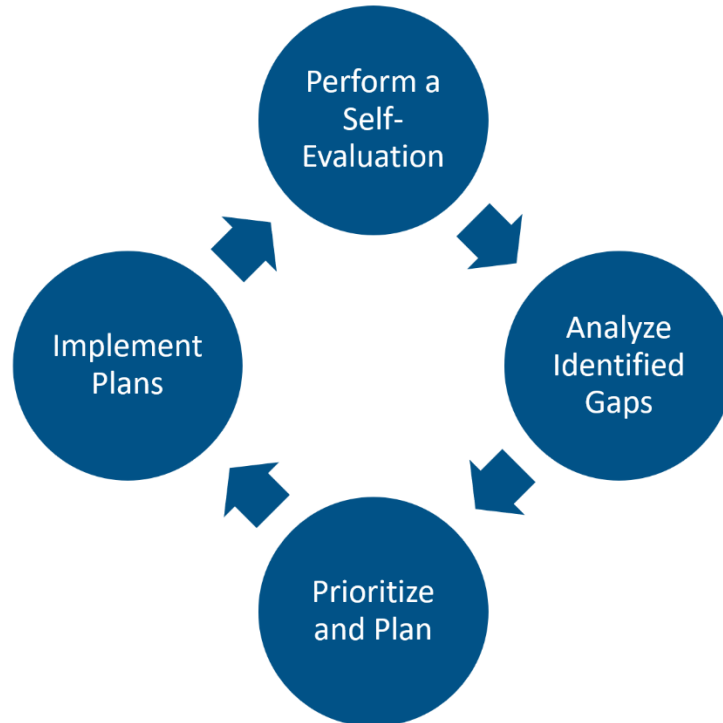 Perform a
Self-
Evaluation
Analyze
Identified
Gaps
Prioritize
and Plan
Implement
Plans